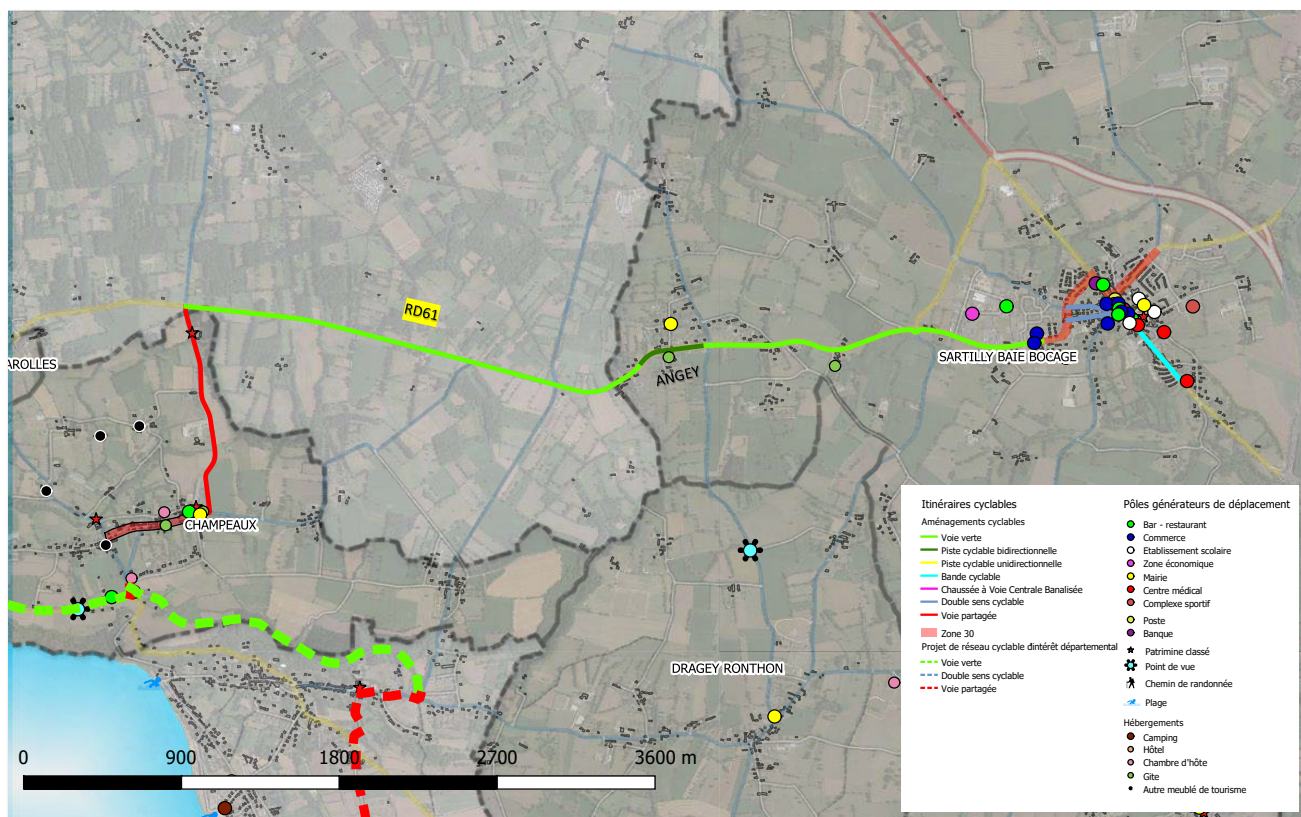 RD61
AROLLES
ANGEY
SARTILLY BAIE BOCAGE
CHAMPEAUX
DRAGEY RONTHON
0 900 1800 2700 3600 m
Itinéraires cyclables
Aménagements cyclables
Voie verte
Piste cyclable bidirectionnelle
Piste cyclable unidirectionnelle
Bande cyclable
Chaussée à Voie Centrale Banalisée
Double sens cyclable
Voie partagée
Zone 30
Projet de réseau cyclable dintérêt départemental
Voie verte
Double sens cyclable
Voie partagée
Pôles générateurs de déplacement
Bar - restaurant
Commerce
Etablissement scolaire
Zone économique
Mairie
Centre médical
Complexe sportif
Poste
Banque
Patrimine classé
Point de vue
Chemin de randonnée
Plage
Hébergements
Camping
Hôtel
Chambre d'hôte
Gite
Autre meublé de tourisme